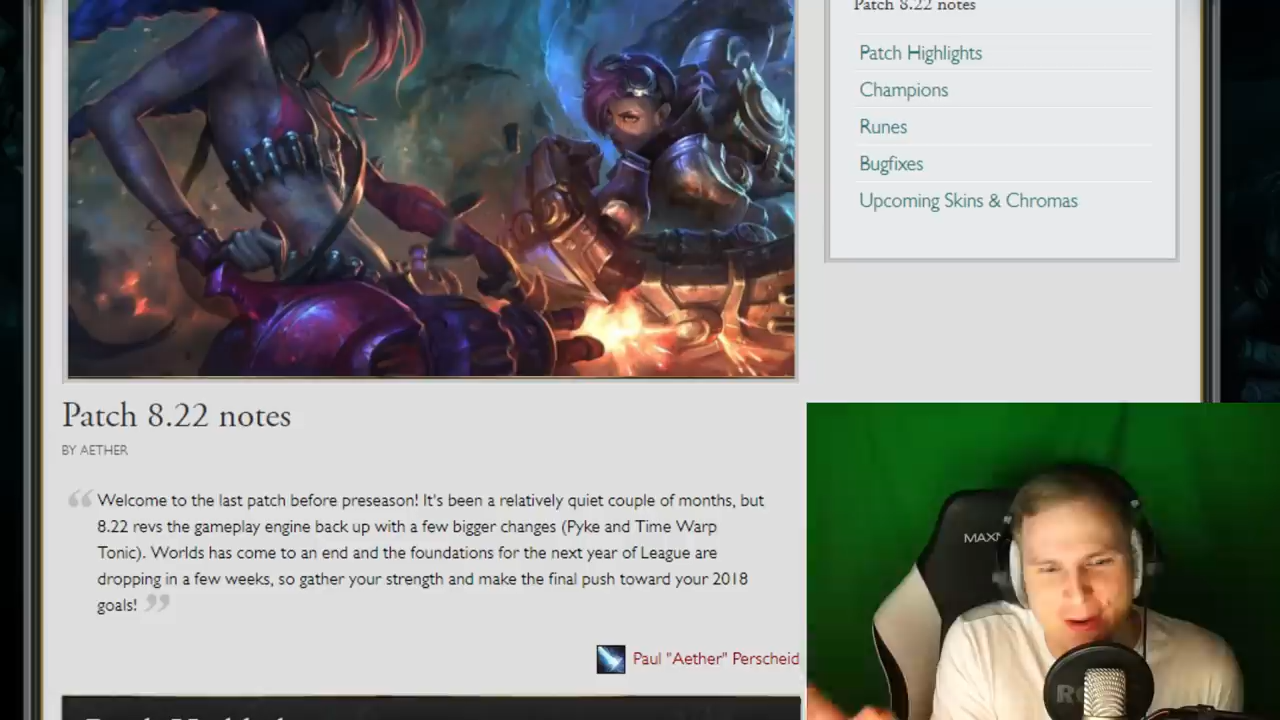 Patch 8.22 notes
Patch Highlights
Champions
Runes
Bugfixes
Upcoming Skins & Chromas
Patch 8.22 notes
BY AETHER
Welcome to the last patch before preseason! It's been a relatively quiet couple of months, but
8.22 revs the gameplay engine back up with a few bigger changes (Pyke and Time Warp
Tonic). Worlds has come to an end and the foundations for the next year of League are
dropping in a few weeks, so gather your strength and make the final push toward your 2018
goals!
Paul "Aether" Perscheid